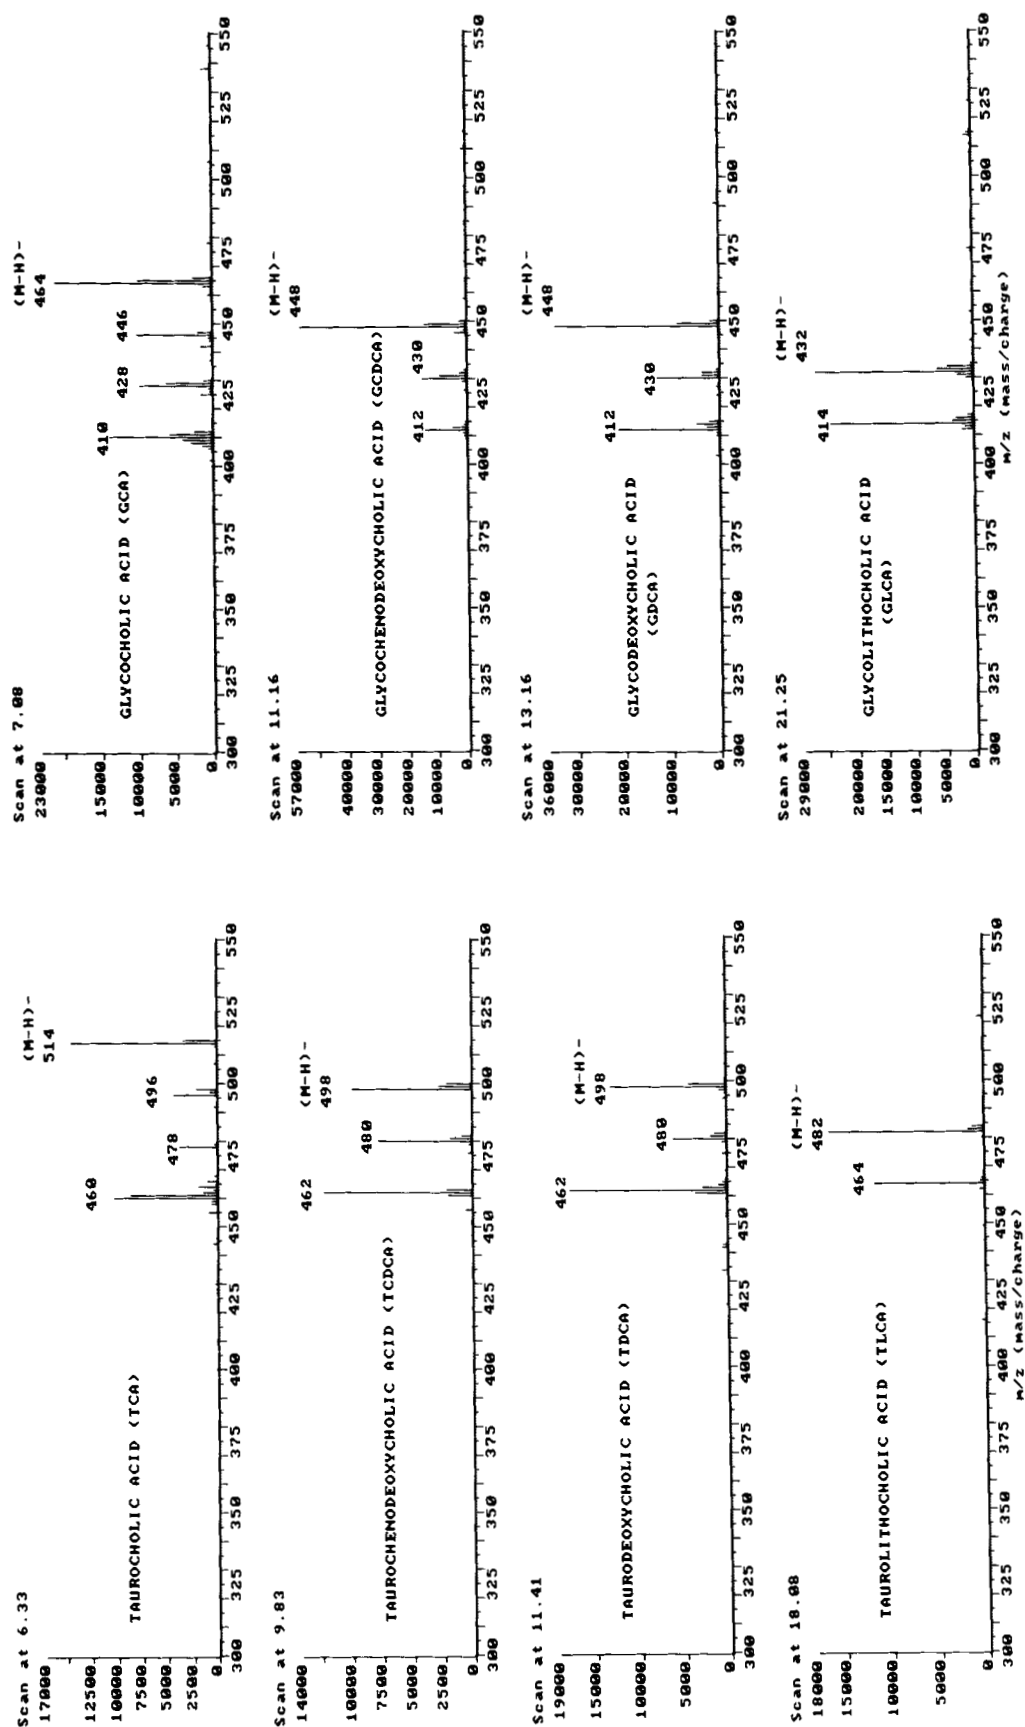 Scan at 6.33
17000
12500
10000
7500
5000
2500
0
TAUROCHOLIC ACID (TCA)
460
478
496
(M-H)-
514
300 325 350 375 400 425 450 475 500 525 550
Scan at 9.83
14000
10000
7500
5000
2500
0
TAUROCHENODEOXYCHOLIC ACID (TCDCA)
462
480
(M-H)-
498
300 325 350 375 400 425 450 475 500 525 550
Scan at 11.41
19000
15000
10000
5000
0
TAURODEOXYCHOLIC ACID (TDCA)
462
480
(M-H)-
498
300 325 350 375 400 425 450 475 500 525 550
Scan at 18.08
18000
15000
10000
5000
0
TAUROLITHOCHOLIC ACID (TLCA)
464
(M-H)-
482
300 325 350 375 400 425 450 475 500 525 550
m/z (mass/charge)
Scan at 7.08
23000
15000
10000
5000
0
GLYCOCHOLIC ACID (GCA)
410
428
446
(M-H)-
464
300 325 350 375 400 425 450 475 500 525 550
Scan at 11.16
57000
40000
30000
20000
10000
0
GLYCOCHENODEOXYCHOLIC ACID (GCDCA)
412
430
(M-H)-
448
300 325 350 375 400 425 450 475 500 525 550
Scan at 13.16
36000
30000
20000
10000
0
GLYCODEOXYCHOLIC ACID
(GDCA)
412
430
(M-H)-
448
300 325 350 375 400 425 450 475 500 525 550
Scan at 21.25
29000
20000
15000
10000
5000
0
GLYCOLITHOCHOLIC ACID
(GLCA)
414
(M-H)-
432
300 325 350 375 400 425 450 475 500 525 550
m/z (mass/charge)